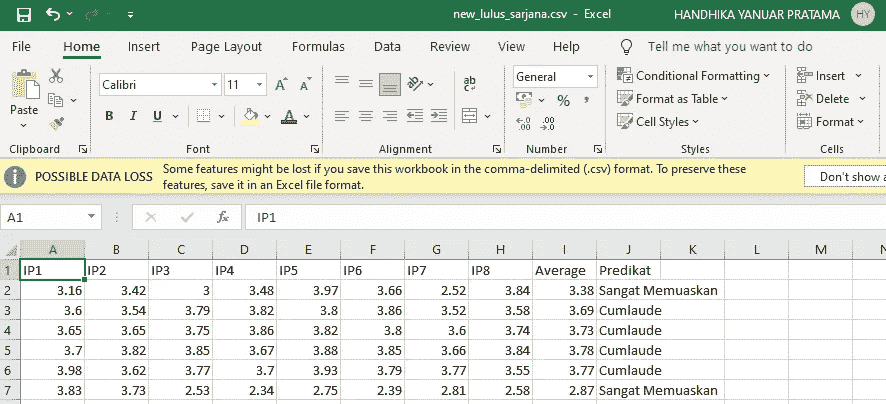 new_lulus_sarjana.csv - Excel HANDHIKA YANUAR PRATAMA HY
File Home Insert Page Layout Formulas Data Review View Help Tell me what you want to do
Paste Calibri 11 A A ab General Conditional Formatting Insert
B I U A % , Format as Table Delete
Cell Styles Format
Clipboard Font Alignment Number Styles Cells
POSSIBLE DATA LOSS Some features might be lost if you save this workbook in the comma-delimited (.csv) format. To preserve these
features, save it in an Excel file format. Don't show a
A1 fx IP1
A B C D E F G H I J K L M N
1 IP1 IP2 IP3 IP4 IP5 IP6 IP7 IP8 Average Predikat
2 3.16 3.42 3 3.48 3.97 3.66 2.52 3.84 3.38 Sangat Memuaskan
3 3.6 3.54 3.79 3.82 3.8 3.86 3.52 3.58 3.69 Cumlaude
4 3.65 3.65 3.75 3.86 3.82 3.8 3.6 3.74 3.73 Cumlaude
5 3.7 3.82 3.85 3.67 3.88 3.85 3.66 3.84 3.78 Cumlaude
6 3.98 3.62 3.77 3.7 3.93 3.79 3.77 3.55 3.77 Cumlaude
7 3.83 3.73 2.53 2.34 2.75 2.39 2.81 2.58 2.87 Sangat Memuaskan